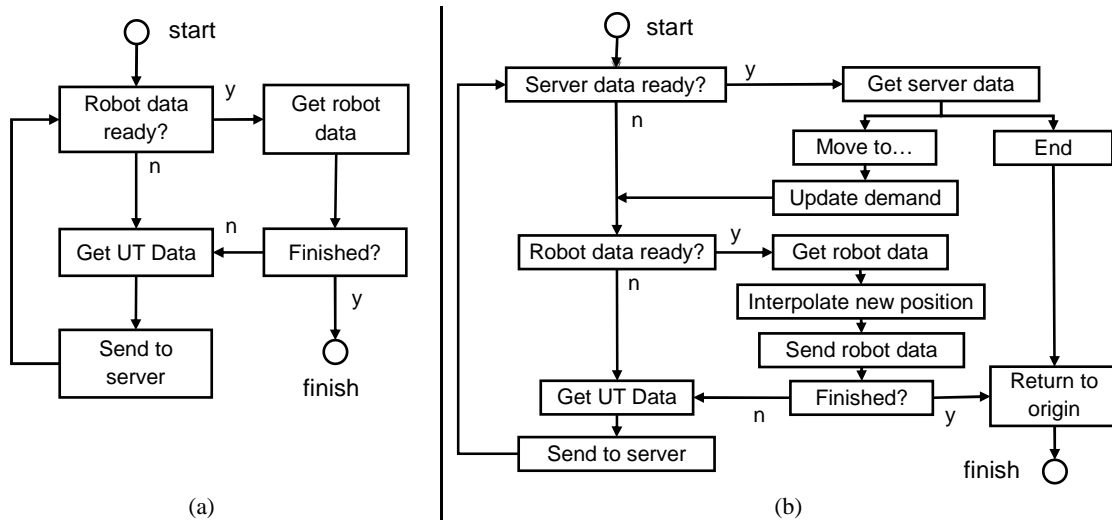 start
Robot data
ready?
y
Get robot
data
n
n
Get UT Data
Finished?
y
Send to
server
finish
(a)
start
Server data ready?
y
Get server data
n
Move to…
End
Update demand
Robot data ready?
y
Get robot data
n
Interpolate new position
Send robot data
Get UT Data
n
Finished?
y
Return to
origin
Send to server
finish
(b)